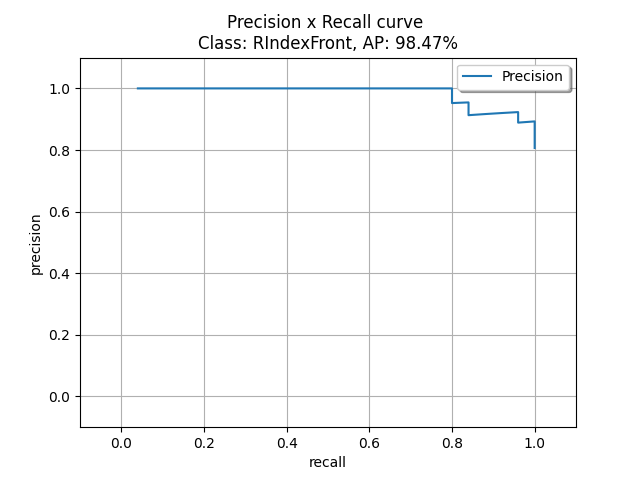 Precision x Recall curve
Class: RIndexFront, AP: 98.47%
Precision
1.0
0.8
0.6
0.4
0.2
0.0
precision
0.0 0.2 0.4 0.6 0.8 1.0
recall